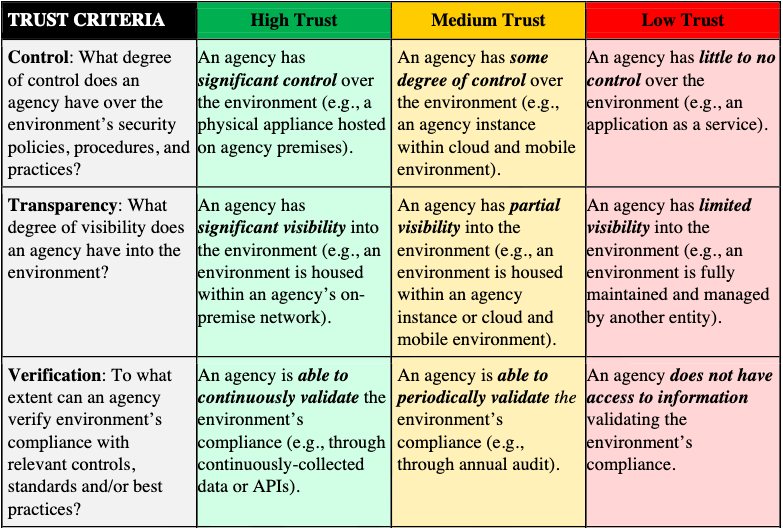 TRUST CRITERIA
High Trust
Medium Trust
Low Trust
Control: What degree
of control does an
agency have over the
environment’s security
policies, procedures, and
practices?
An agency has
significant control over
the environment (e.g., a
physical appliance hosted
on agency premises).
An agency has some
degree of control over
the environment (e.g.,
an agency instance
within cloud and mobile
environment).
An agency has little to no
control over the
environment (e.g., an
application as a service).
Transparency: What
degree of visibility does
an agency have into the
environment?
An agency has
significant visibility into
the environment (e.g., an
environment is housed
within an agency’s on-
premise network).
An agency has partial
visibility into the
environment (e.g., an
environment is housed
within an agency
instance or cloud and
mobile environment).
An agency has limited
visibility into the
environment (e.g., an
environment is fully
maintained and managed
by another entity).
Verification: To what
extent can an agency
verify environment’s
compliance with
relevant controls,
standards and/or best
practices?
An agency is able to
continuously validate the
environment’s
compliance (e.g., through
continuously-collected
data or APIs).
An agency is able to
periodically validate the
environment’s
compliance (e.g.,
through annual audit).
An agency does not have
access to information
validating the
environment’s
compliance.